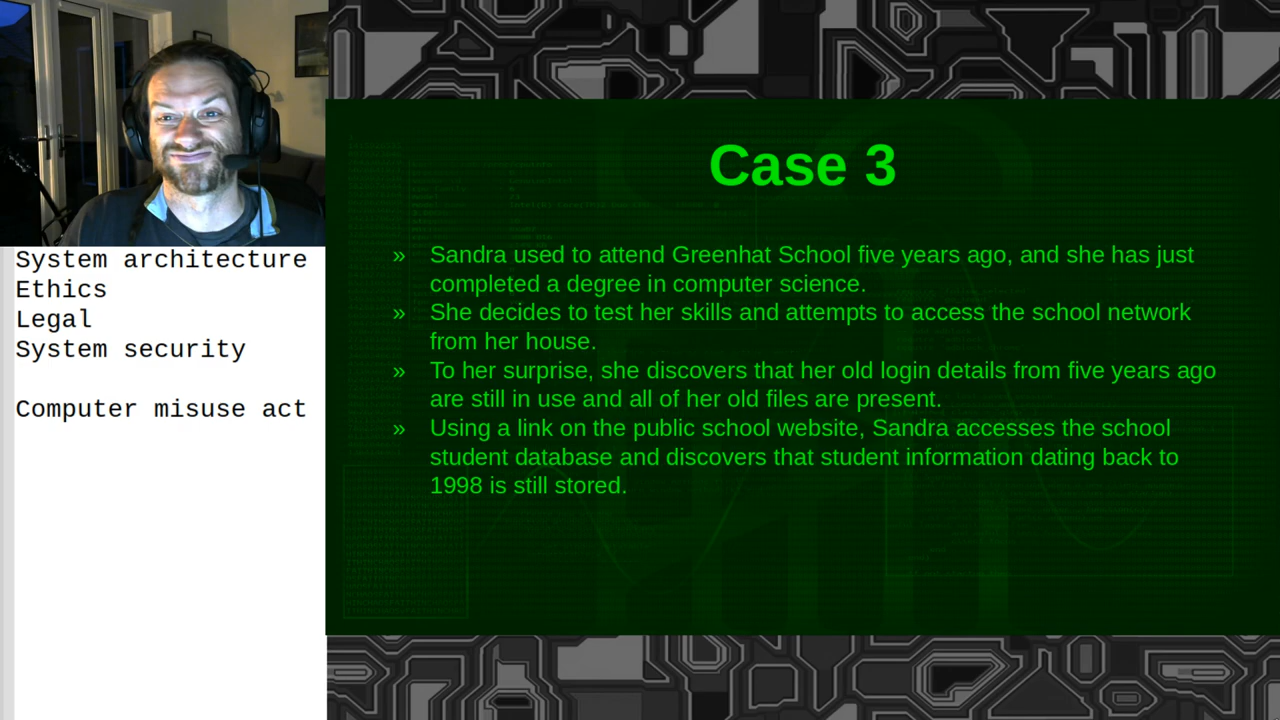 System architecture
Ethics
Legal
System security
Computer misuse act
Case 3
» Sandra used to attend Greenhat School five years ago, and she has just
completed a degree in computer science.
» She decides to test her skills and attempts to access the school network
from her house.
» To her surprise, she discovers that her old login details from five years ago
are still in use and all of her old files are present.
» Using a link on the public school website, Sandra accesses the school
student database and discovers that student information dating back to
1998 is still stored.